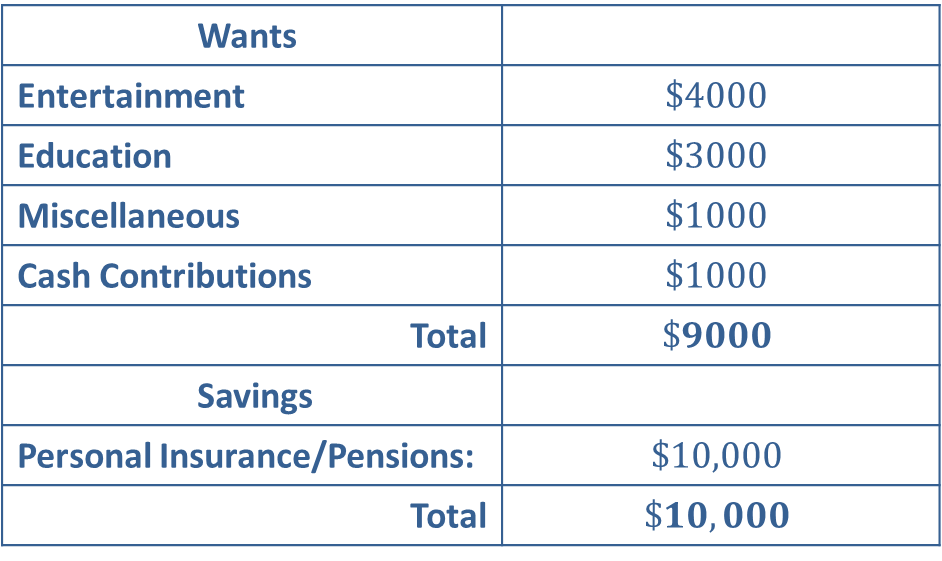 Wants
Entertainment $4000
Education $3000
Miscellaneous $1000
Cash Contributions $1000
Total $9000
Savings
Personal Insurance/Pensions: $10,000
Total $10,000